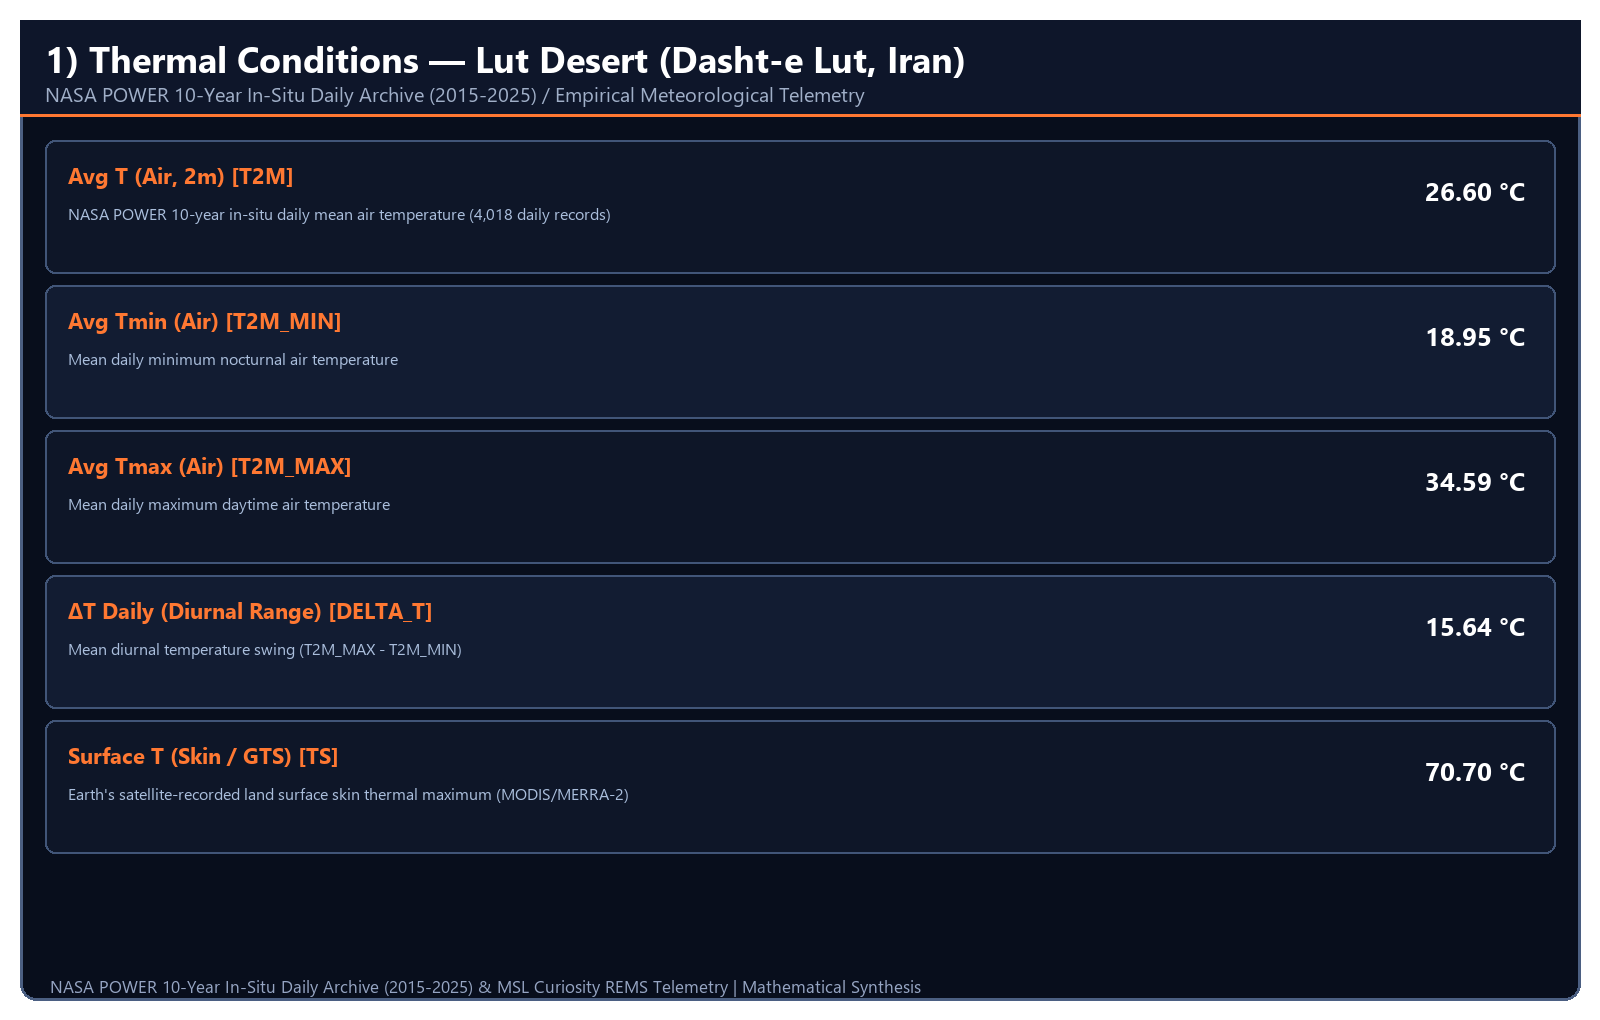 1) Thermal Conditions — Lut Desert (Dasht-e Lut, Iran)
NASA POWER 10-Year In-Situ Daily Archive (2015-2025) / Empirical Meteorological Telemetry
Avg T (Air, 2m) [T2M]
26.60 °C
NASA POWER 10-year in-situ daily mean air temperature (4,018 daily records)
Avg Tmin (Air) [T2M_MIN]
18.95 °C
Mean daily minimum nocturnal air temperature
Avg Tmax (Air) [T2M_MAX]
34.59 °C
Mean daily maximum daytime air temperature
ΔT Daily (Diurnal Range) [DELTA_T]
15.64 °C
Mean diurnal temperature swing (T2M_MAX - T2M_MIN)
Surface T (Skin / GTS) [TS]
70.70 °C
Earth's satellite-recorded land surface skin thermal maximum (MODIS/MERRA-2)
NASA POWER 10-Year In-Situ Daily Archive (2015-2025) & MSL Curiosity REMS Telemetry | Mathematical Synthesis